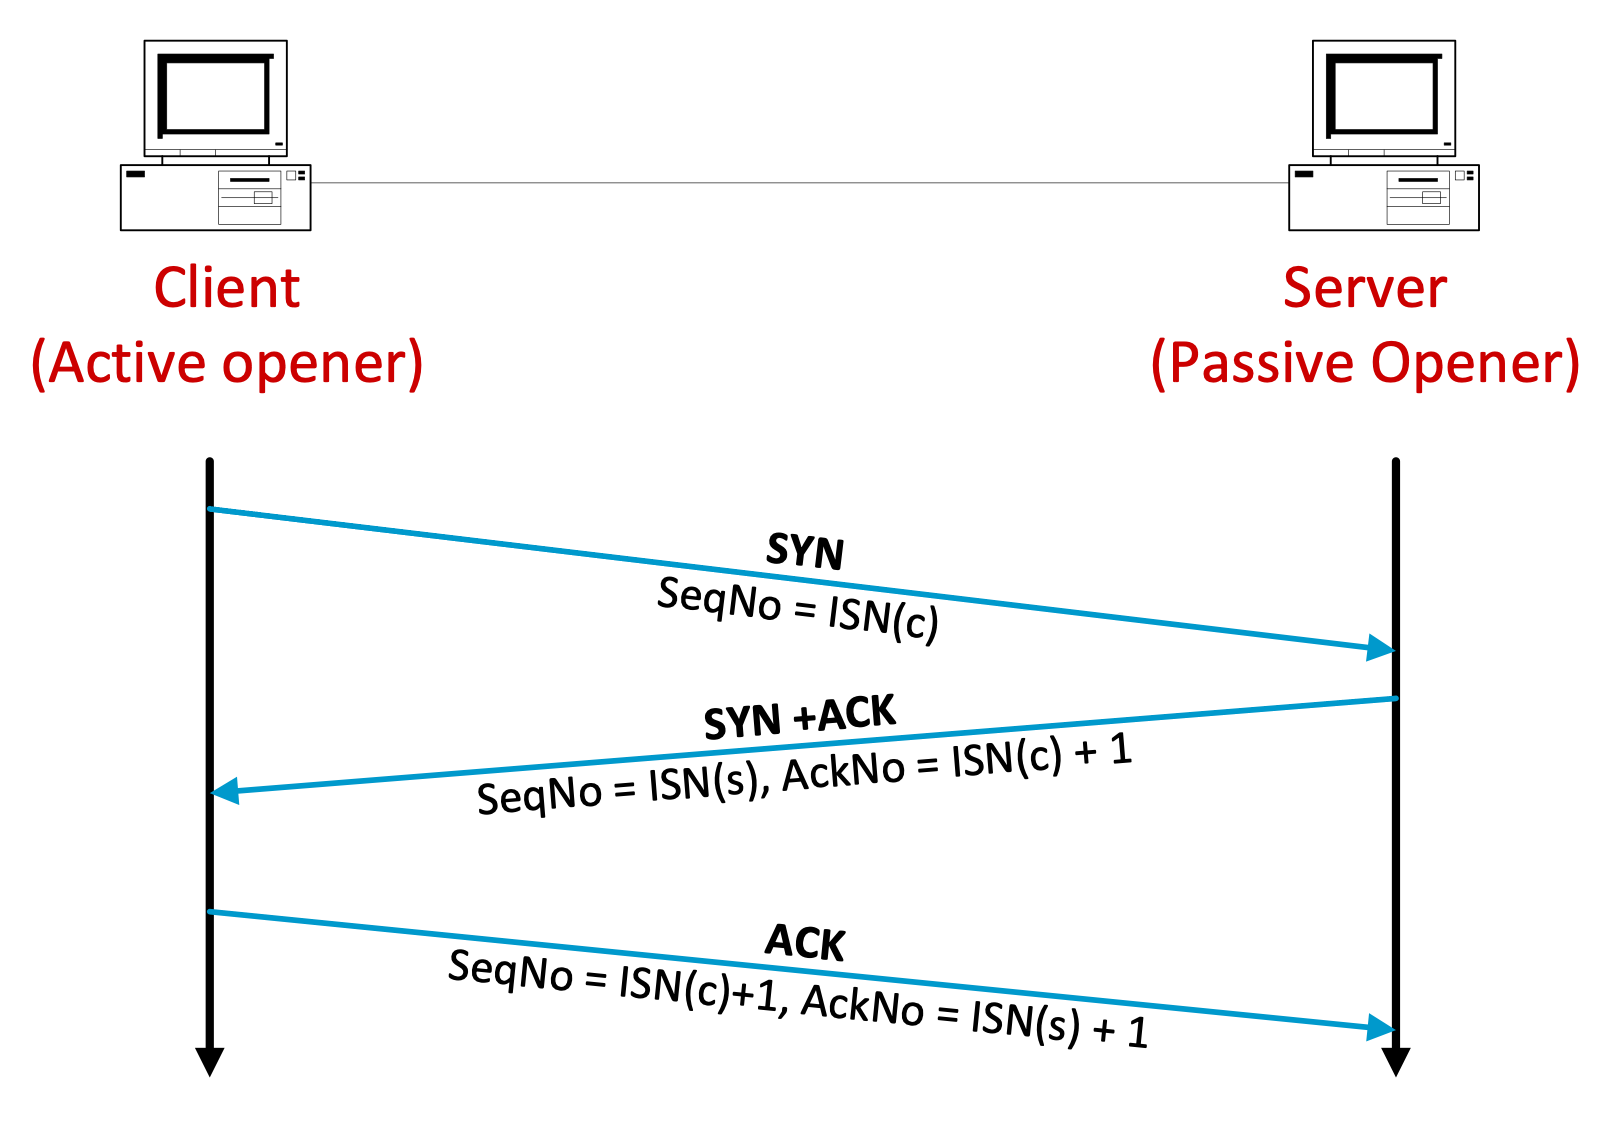 Client
(Active opener)
Server
(Passive Opener)
SYN
SeqNo = ISN(c)
SYN +ACK
SeqNo = ISN(s), AckNo = ISN(c) + 1
ACK
SeqNo = ISN(c)+1, AckNo = ISN(s) + 1